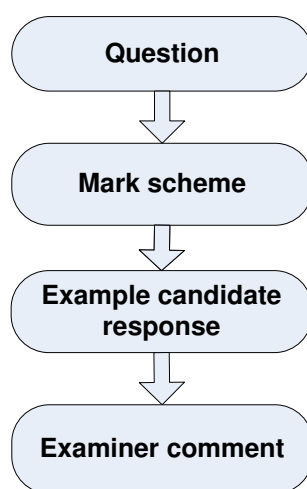 Question
Mark scheme
Example candidate
response
Examiner comment